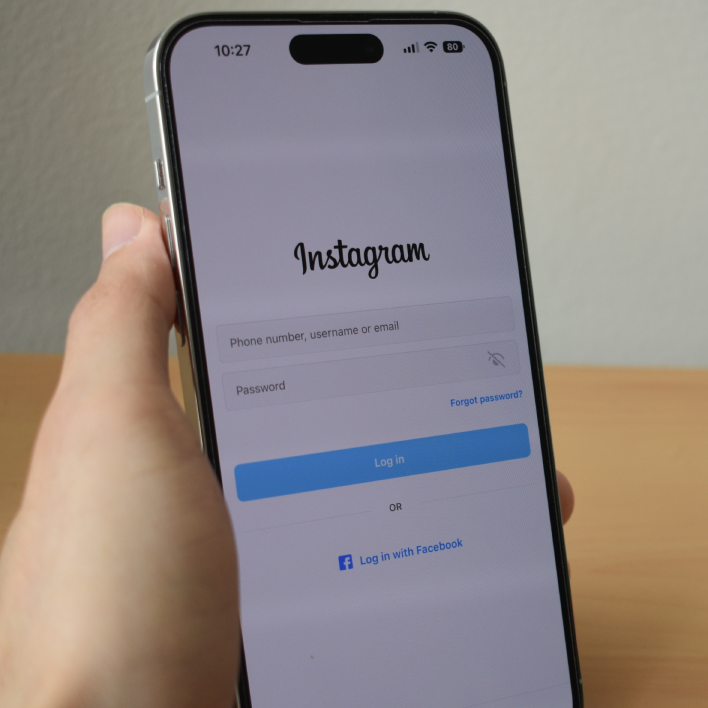 10:27 80
Instagram
Phone number, username or email
Password
Forgot password?
Log in
OR
Log in with Facebook